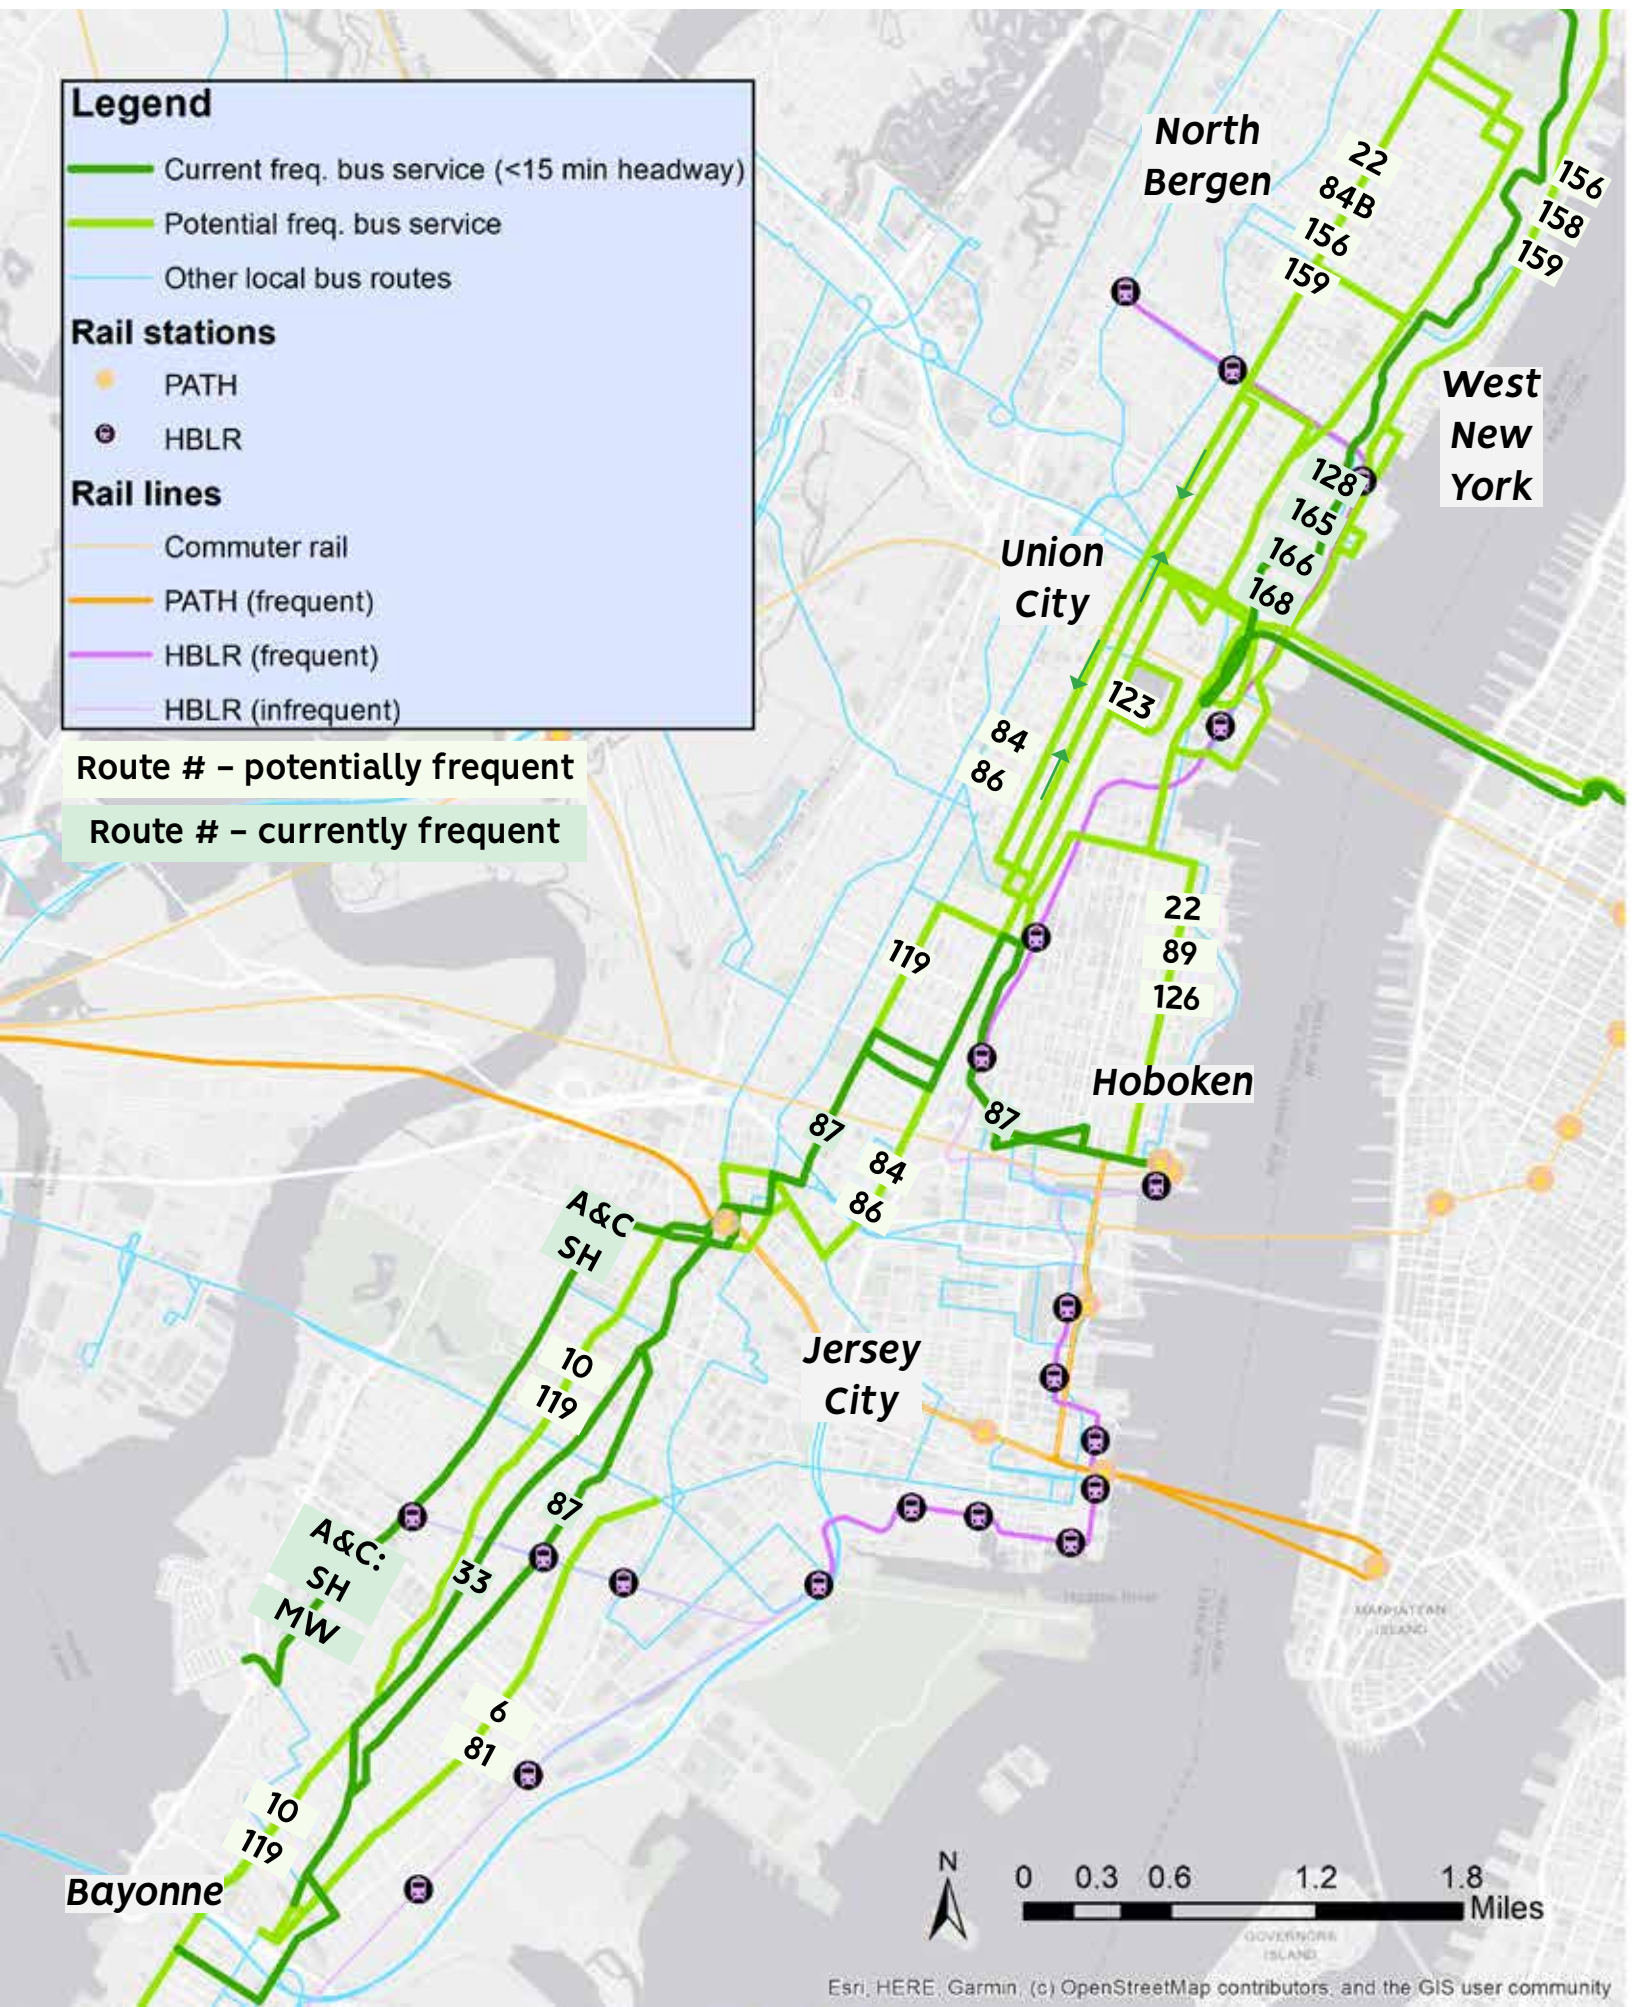 Legend
Current freq. bus service (<15 min headway)
Potential freq. bus service
Other local bus routes
Rail stations
PATH
HBLR
Rail lines
Commuter rail
PATH (frequent)
HBLR (frequent)
HBLR (infrequent)
Route # – potentially frequent
Route # – currently frequent
North
Bergen
22
84B
156
159
156
158
159
West
New
York
128
165
166
168
Union
City
123
84
86
22
89
126
119
Hoboken
87
87
84
86
A&C
SH
Jersey
City
10
119
87
A&C:
SH
MW
33
6
81
10
119
Bayonne
MANHATTAN
ISLAND
N
0 0.3 0.6 1.2 1.8
Miles
GOVERNORS
ISLAND
Esri, HERE, Garmin, (c) OpenStreetMap contributors, and the GIS user community